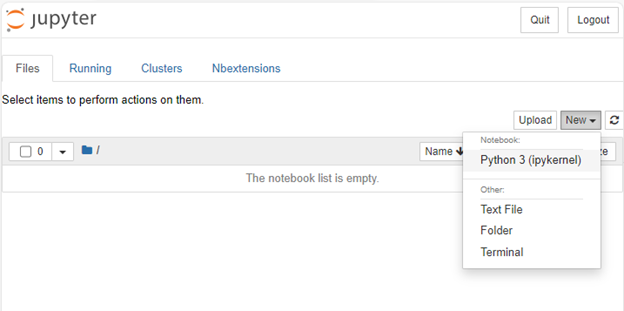 jupyter
Quit
Logout
Files
Running
Clusters
Nbextensions
Select items to perform actions on them.
Upload
New
Notebook:
Python 3 (ipykernel)
Other:
Text File
Folder
Terminal
0
/
Name
The notebook list is empty.